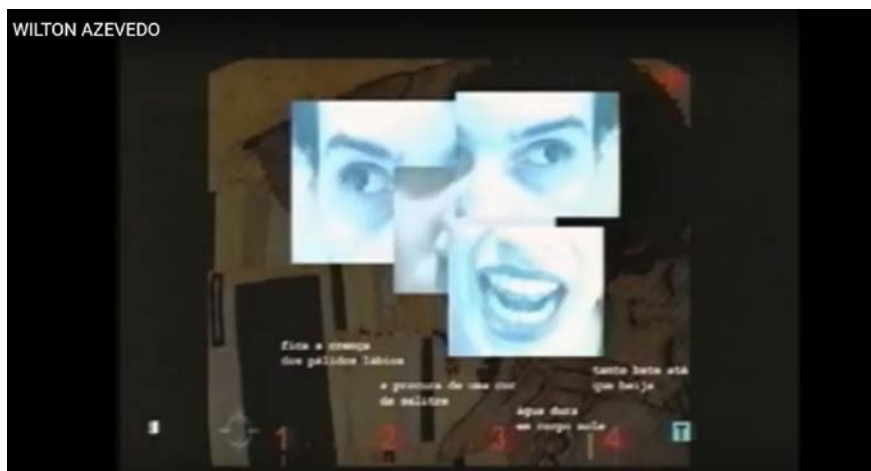 WILTON AZEVEDO
fica a crença
dos pálidos lábios
a procura de uma cor
de salitre
tanto bate até
que beija
água dura
em corpo mole
1 2 3 4
T